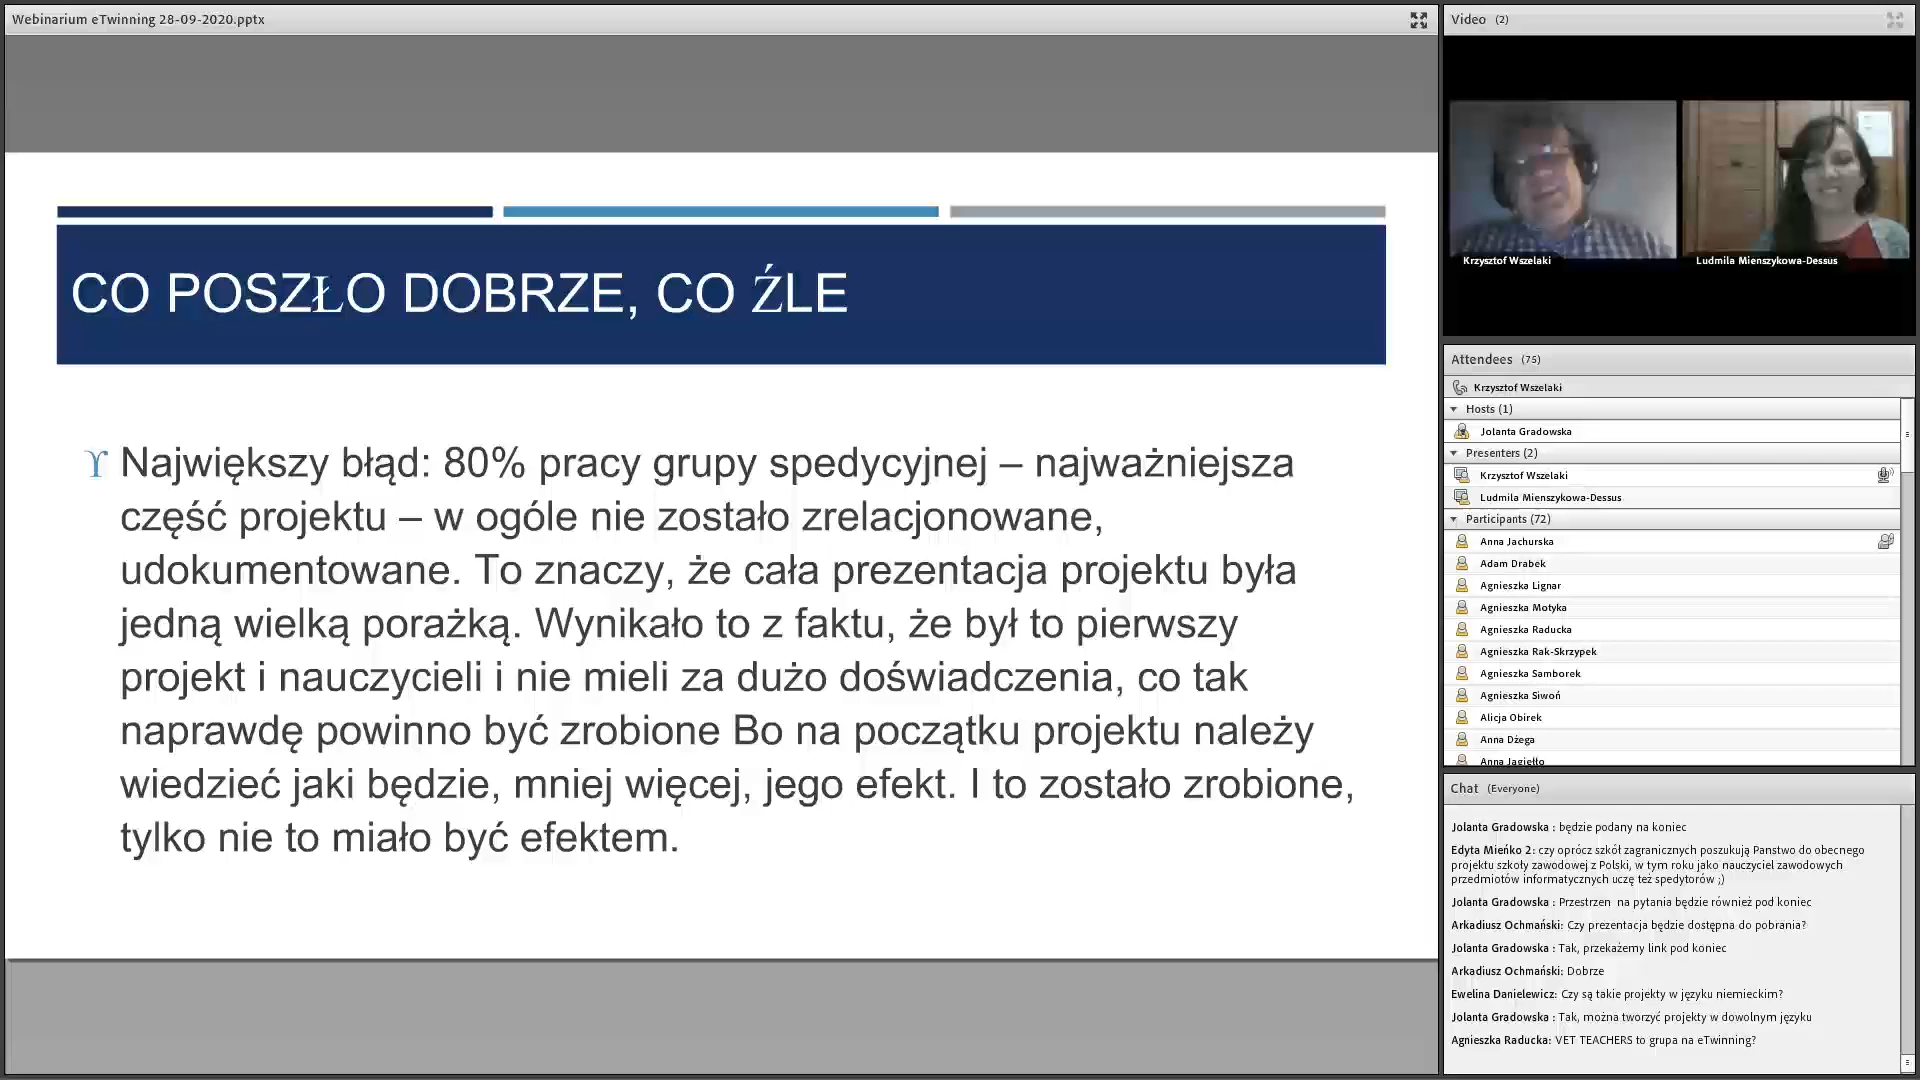 Webinarium eTwinning 28-09-2020.pptx
CO POSZŁO DOBRZE, CO ŹLE
Największy błąd: 80% pracy grupy spedycyjnej – najważniejsza
część projektu – w ogóle nie zostało zrelacjonowane,
udokumentowane. To znaczy, że cała prezentacja projektu była
jedną wielką porażką. Wynikało to z faktu, że był to pierwszy
projekt i nauczycieli i nie mieli za dużo doświadczenia, co tak
naprawdę powinno być zrobione Bo na początku projektu należy
wiedzieć jaki będzie, mniej więcej, jego efekt. I to zostało zrobione,
tylko nie to miało być efektem.
Video (2)
Krzysztof Wszelaki
Ludmila Mienszykowa-Dessus
Attendees (75)
Krzysztof Wszelaki
Hosts (1)
Jolanta Gradowska
Presenters (2)
Krzysztof Wszelaki
Ludmila Mienszykowa-Dessus
Participants (72)
Anna Jachurska
Adam Drabek
Agnieszka Lignar
Agnieszka Motyka
Agnieszka Raducka
Agnieszka Rak-Skrzypek
Agnieszka Samborek
Agnieszka Siwoń
Alicja Obirek
Anna Dżega
Anna Jagiełło
Chat (Everyone)
Jolanta Gradowska : będzie podany na koniec
Edyta Mieńko 2: czy oprócz szkół zagranicznych poszukują Panstwo do obecnego
projektu szkoły zawodowej z Polski, w tym roku jako nauczyciel zawodowych
przedmiotów informatycznych uczę też spedytorów ;)
Jolanta Gradowska : Przestrzen na pytania będzie również pod koniec
Arkadiusz Ochmański: Czy prezentacja będzie dostępna do pobrania?
Jolanta Gradowska : Tak, przekażemy link pod koniec
Arkadiusz Ochmański: Dobrze
Ewelina Danielewicz: Czy są takie projekty w języku niemieckim?
Jolanta Gradowska : Tak, można tworzyć projekty w dowolnym języku
Agnieszka Raducka: VET TEACHERS to grupa na eTwinning?